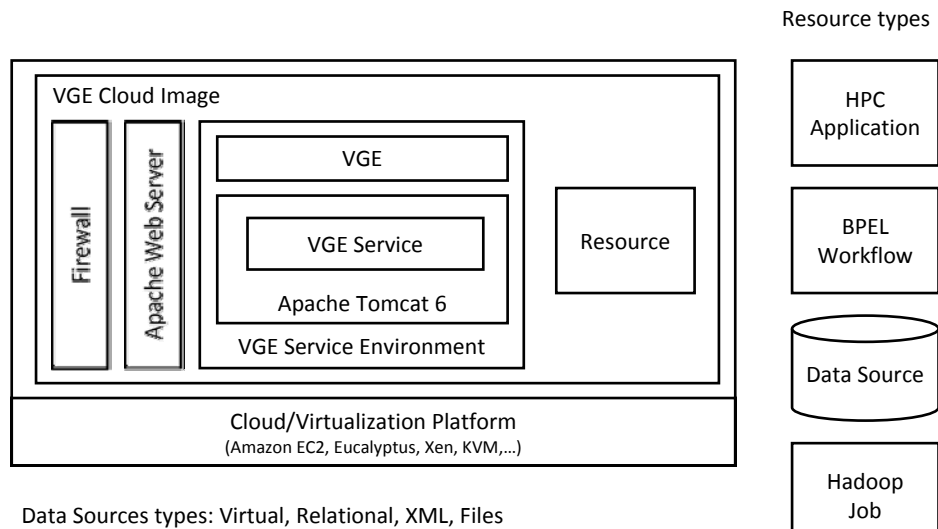 Resource types
VGE Cloud Image
Firewall
Apache Web Server
VGE
VGE Service
Apache Tomcat 6
VGE Service Environment
Resource
Cloud/Virtualization Platform
(Amazon EC2, Eucalyptus, Xen, KVM,...)
HPC
Application
BPEL
Workflow
Data Source
Hadoop
Job
Data Sources types: Virtual, Relational, XML, Files